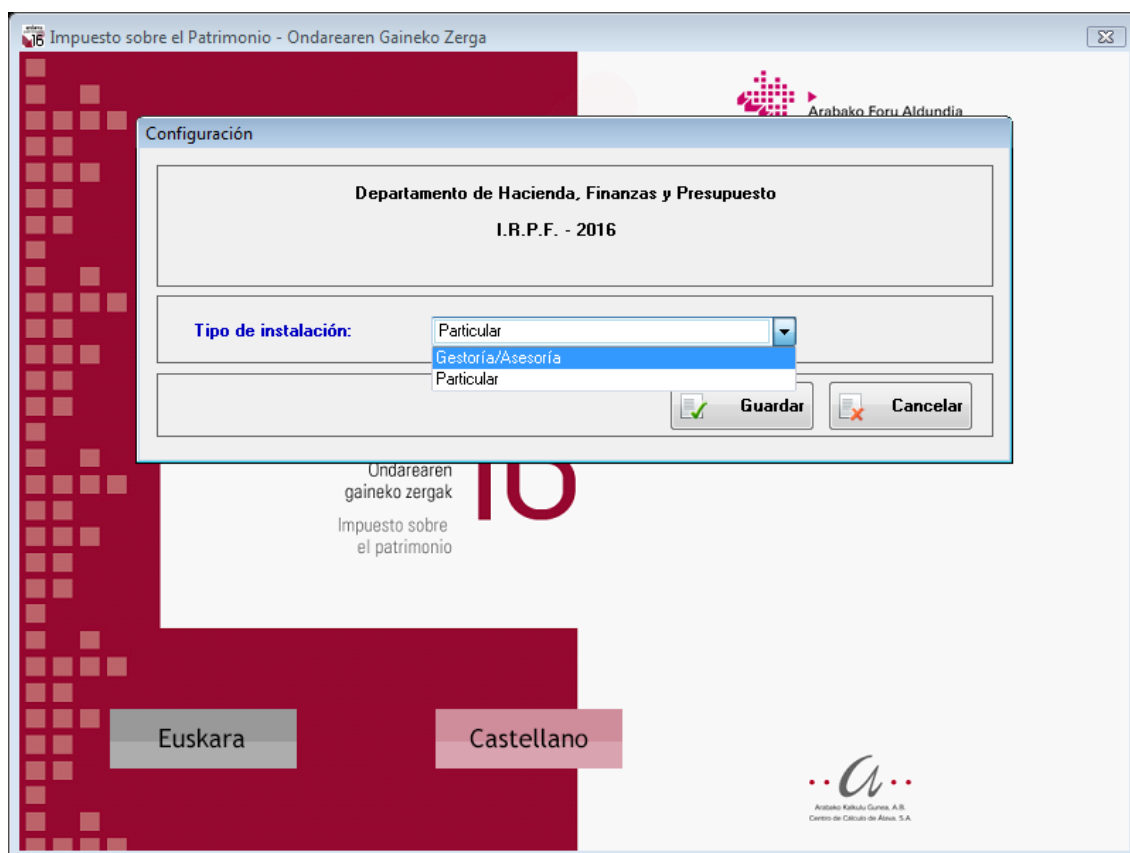 Impuesto sobre el Patrimonio - Ondarearen Gaineko Zerga
Arabako Foru Aldundia
Configuración
Departamento de Hacienda, Finanzas y Presupuesto
I.R.P.F. - 2016
Tipo de instalación:
Particular
Gestoría/Asesoría
Particular
Guardar
Cancelar
Ondarearen
gaineko zergak
16
Impuesto sobre
el patrimonio
Euskara
Castellano
Arabako Kalkulu Gunea, A.B.
Centro de Cálculo de Álava, S.A.